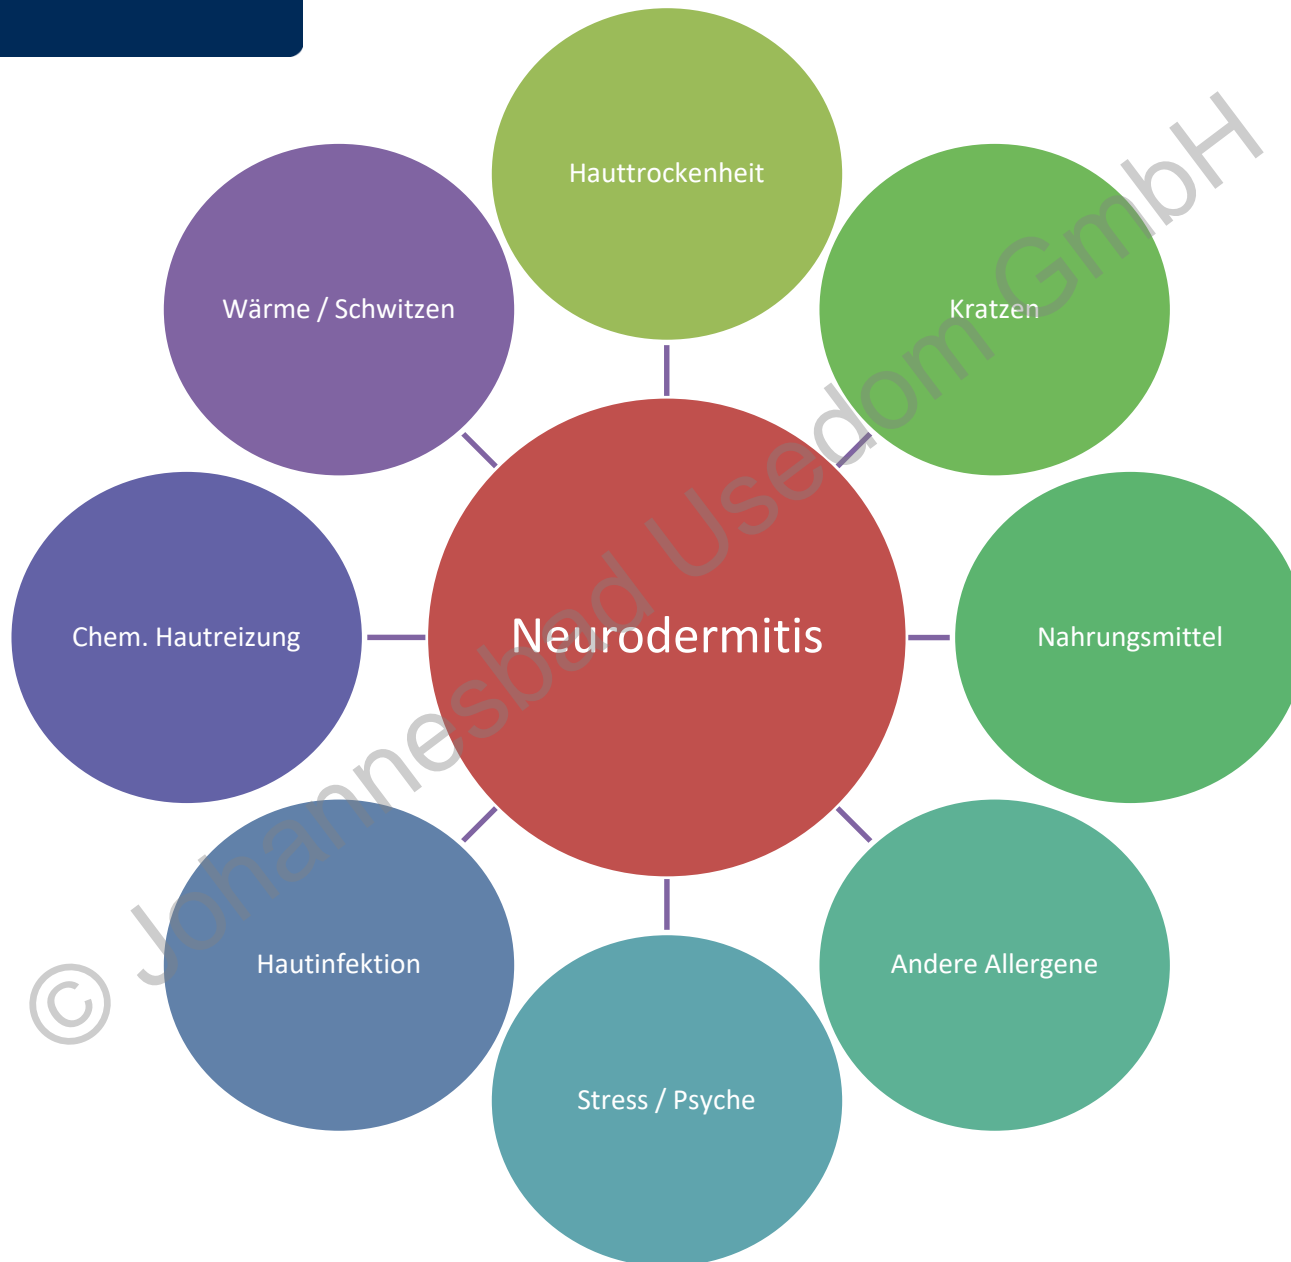 Hauttrockenheit
Kratzen
Wärme / Schwitzen
Neurodermitis
Chem. Hautreizung
Nahrungsmittel
Hautinfektion
Andere Allergene
Stress / Psyche
© Johannesbad Usedom GmbH